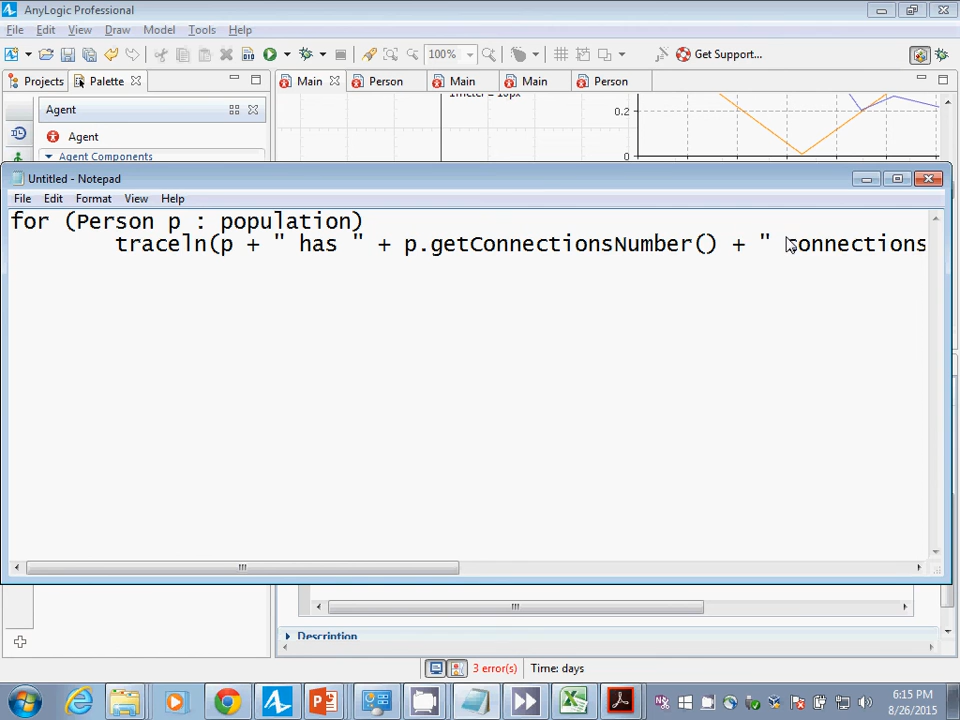 AnyLogic Professional
File Edit View Draw Model Tools Help
100% Get Support...
Projects Palette Main Person Main Main Person
Agent
Agent
Agent Components
1meter = 10px
0.2
0
Untitled - Notepad
File Edit Format View Help
for (Person p : population)
traceln(p + " has " + p.getConnectionsNumber() + " connections
Description
3 error(s) Time: days
6:15 PM
8/26/2015